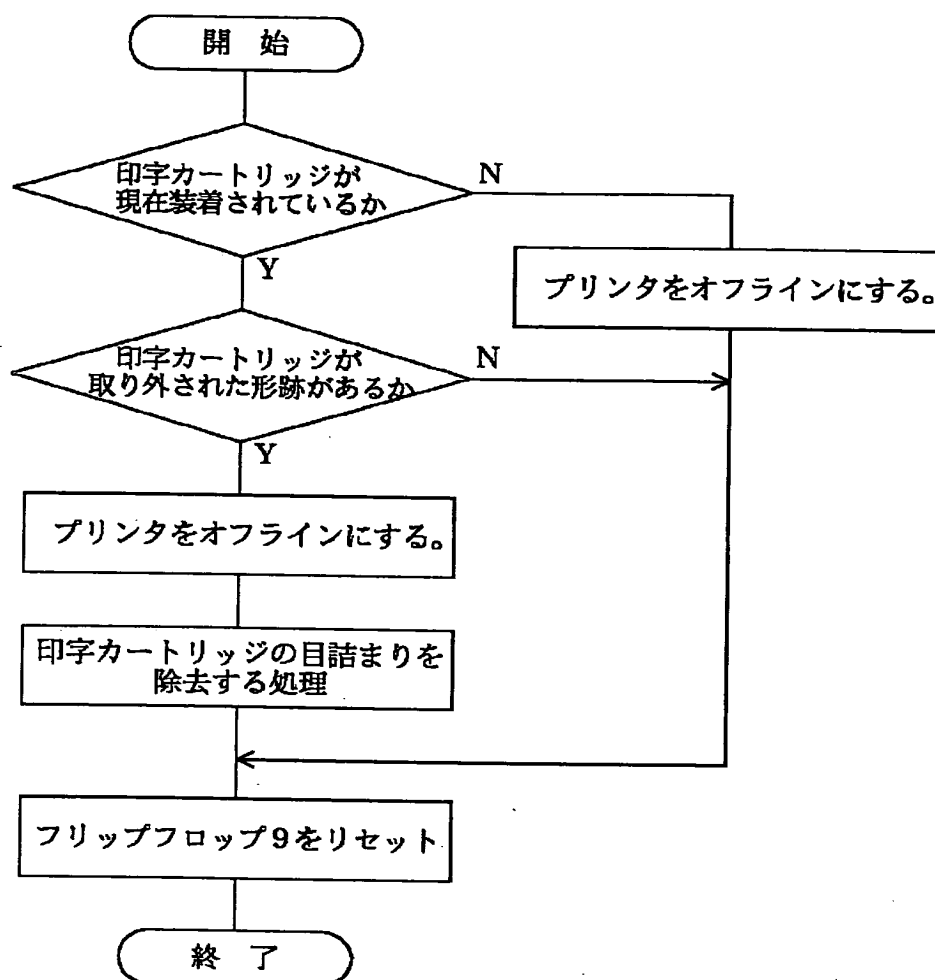 開 始
印字カートリッジが
現在装着されているか
N
Y
プリンタをオフラインにする。
印字カートリッジが
取り外された形跡があるか
N
Y
プリンタをオフラインにする。
印字カートリッジの目詰まりを
除去する処理
フリップフロップ9をリセット
終 了